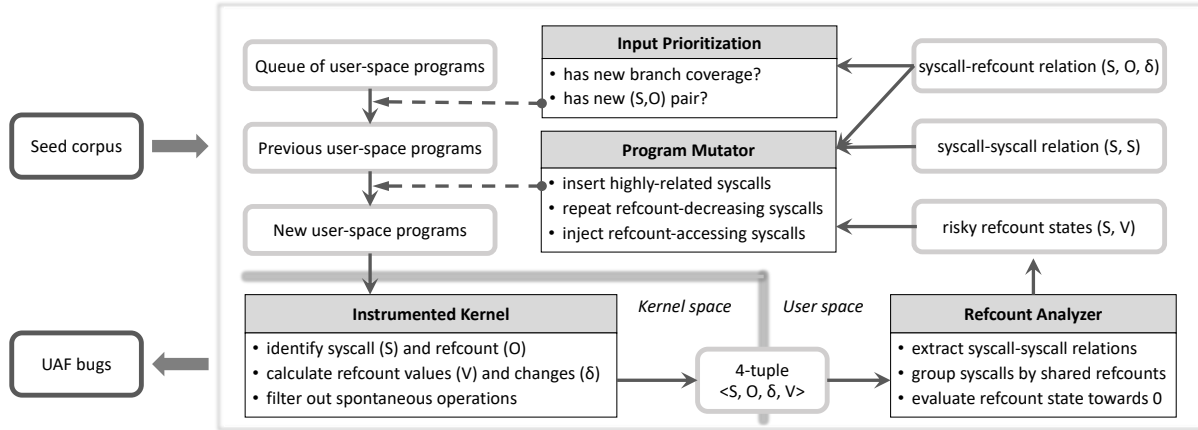 Seed corpus
UAF bugs
Queue of user-space programs
Previous user-space programs
New user-space programs
Input Prioritization
• has new branch coverage?
• has new (S,O) pair?
Program Mutator
• insert highly-related syscalls
• repeat refcount-decreasing syscalls
• inject refcount-accessing syscalls
syscall-refcount relation (S, O, δ)
syscall-syscall relation (S, S)
risky refcount states (S, V)
Instrumented Kernel
• identify syscall (S) and refcount (O)
• calculate refcount values (V) and changes (δ)
• filter out spontaneous operations
Kernel space
User space
4-tuple
<S, O, δ, V>
Refcount Analyzer
• extract syscall-syscall relations
• group syscalls by shared refcounts
• evaluate refcount state towards 0